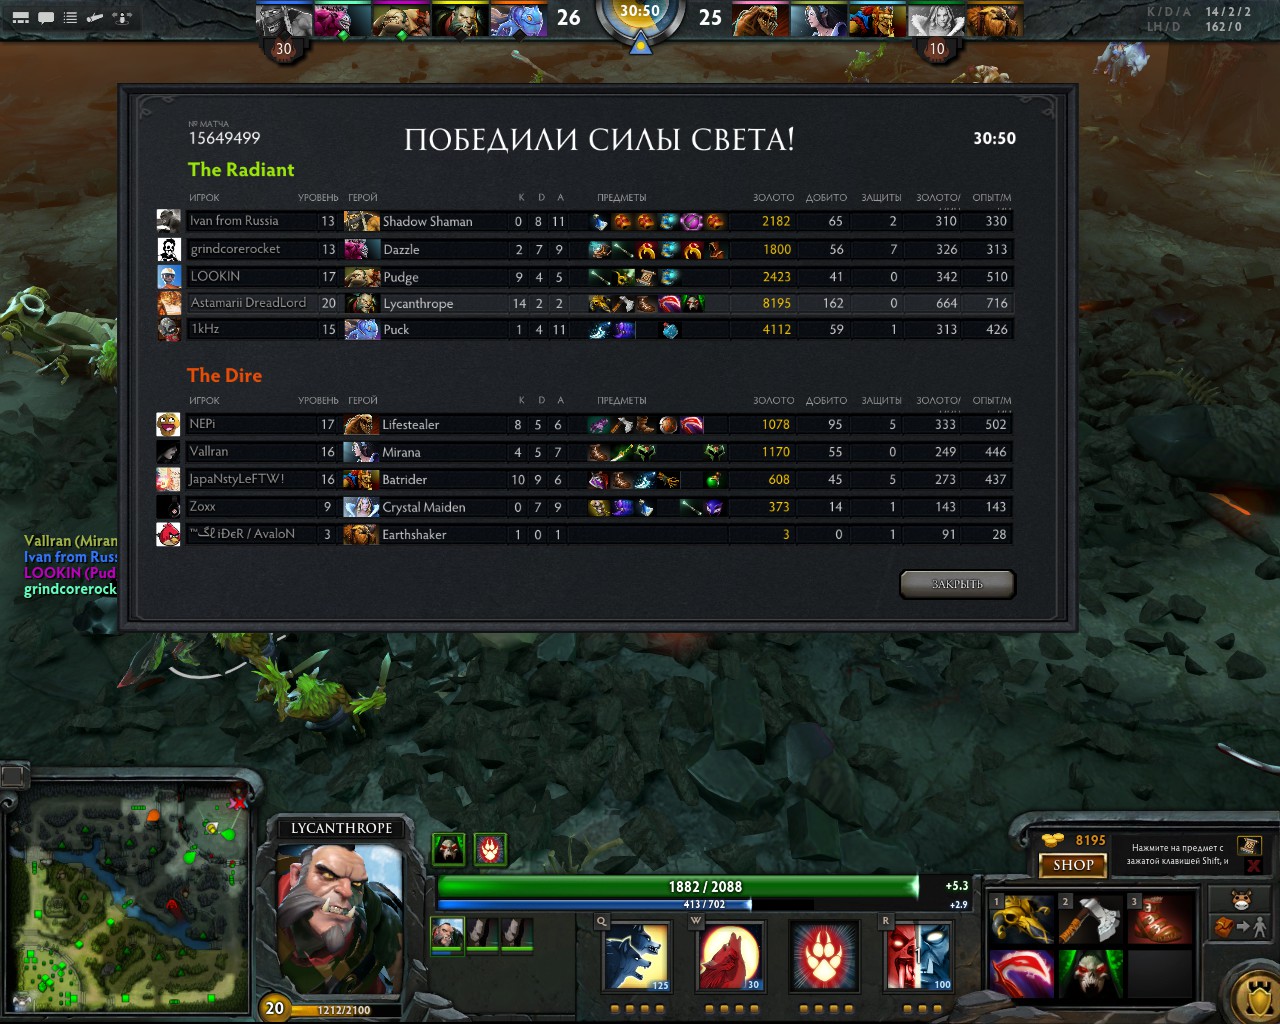 26
30:50
25
K / D / A 14 / 2 / 2
LH / D 162 / 0
30
10
№ МАТЧА
15649499
ПОБЕДИЛИ СИЛЫ СВЕТА!
30:50
The Radiant
ИГРОК УРОВЕНЬ ГЕРОЙ K D A ПРЕДМЕТЫ ЗОЛОТО ДОБИТО ЗАЩИТЫ ЗОЛОТО/ ОПЫТ/М
Ivan from Russia 13 Shadow Shaman 0 8 11 2182 65 2 310 330
grindcorerocket 13 Dazzle 2 7 9 1800 56 7 326 313
LOOKIN 17 Pudge 9 4 5 2423 41 0 342 510
Astamarii DreadLord 20 Lycanthrope 14 2 2 8195 162 0 664 716
1kHz 15 Puck 1 4 11 4112 59 1 313 426
The Dire
ИГРОК УРОВЕНЬ ГЕРОЙ K D A ПРЕДМЕТЫ ЗОЛОТО ДОБИТО ЗАЩИТЫ ЗОЛОТО/ ОПЫТ/М
NEPi 17 Lifestealer 8 5 6 1078 95 5 333 502
Vallran 16 Mirana 4 5 7 1170 55 0 249 446
JapaNstyLeFTW! 16 Batrider 10 9 6 608 45 5 273 437
Zoxx 9 Crystal Maiden 0 7 9 373 14 1 143 143
/ AvaloN 3 Earthshaker 1 0 1 3 0 1 91 28
Vallran (Miran
Ivan from Russ
LOOKIN (Pud
grindcorerock
ЗАКРЫТЬ
LYCANTHROPE
20
1212/2100
1882 / 2088
+5.3
413 / 702
+2.9
Q
W
R
125
30
100
8195
SHOP
Нажмите на предмет с
зажатой клавишей Shift, и
1
2
3